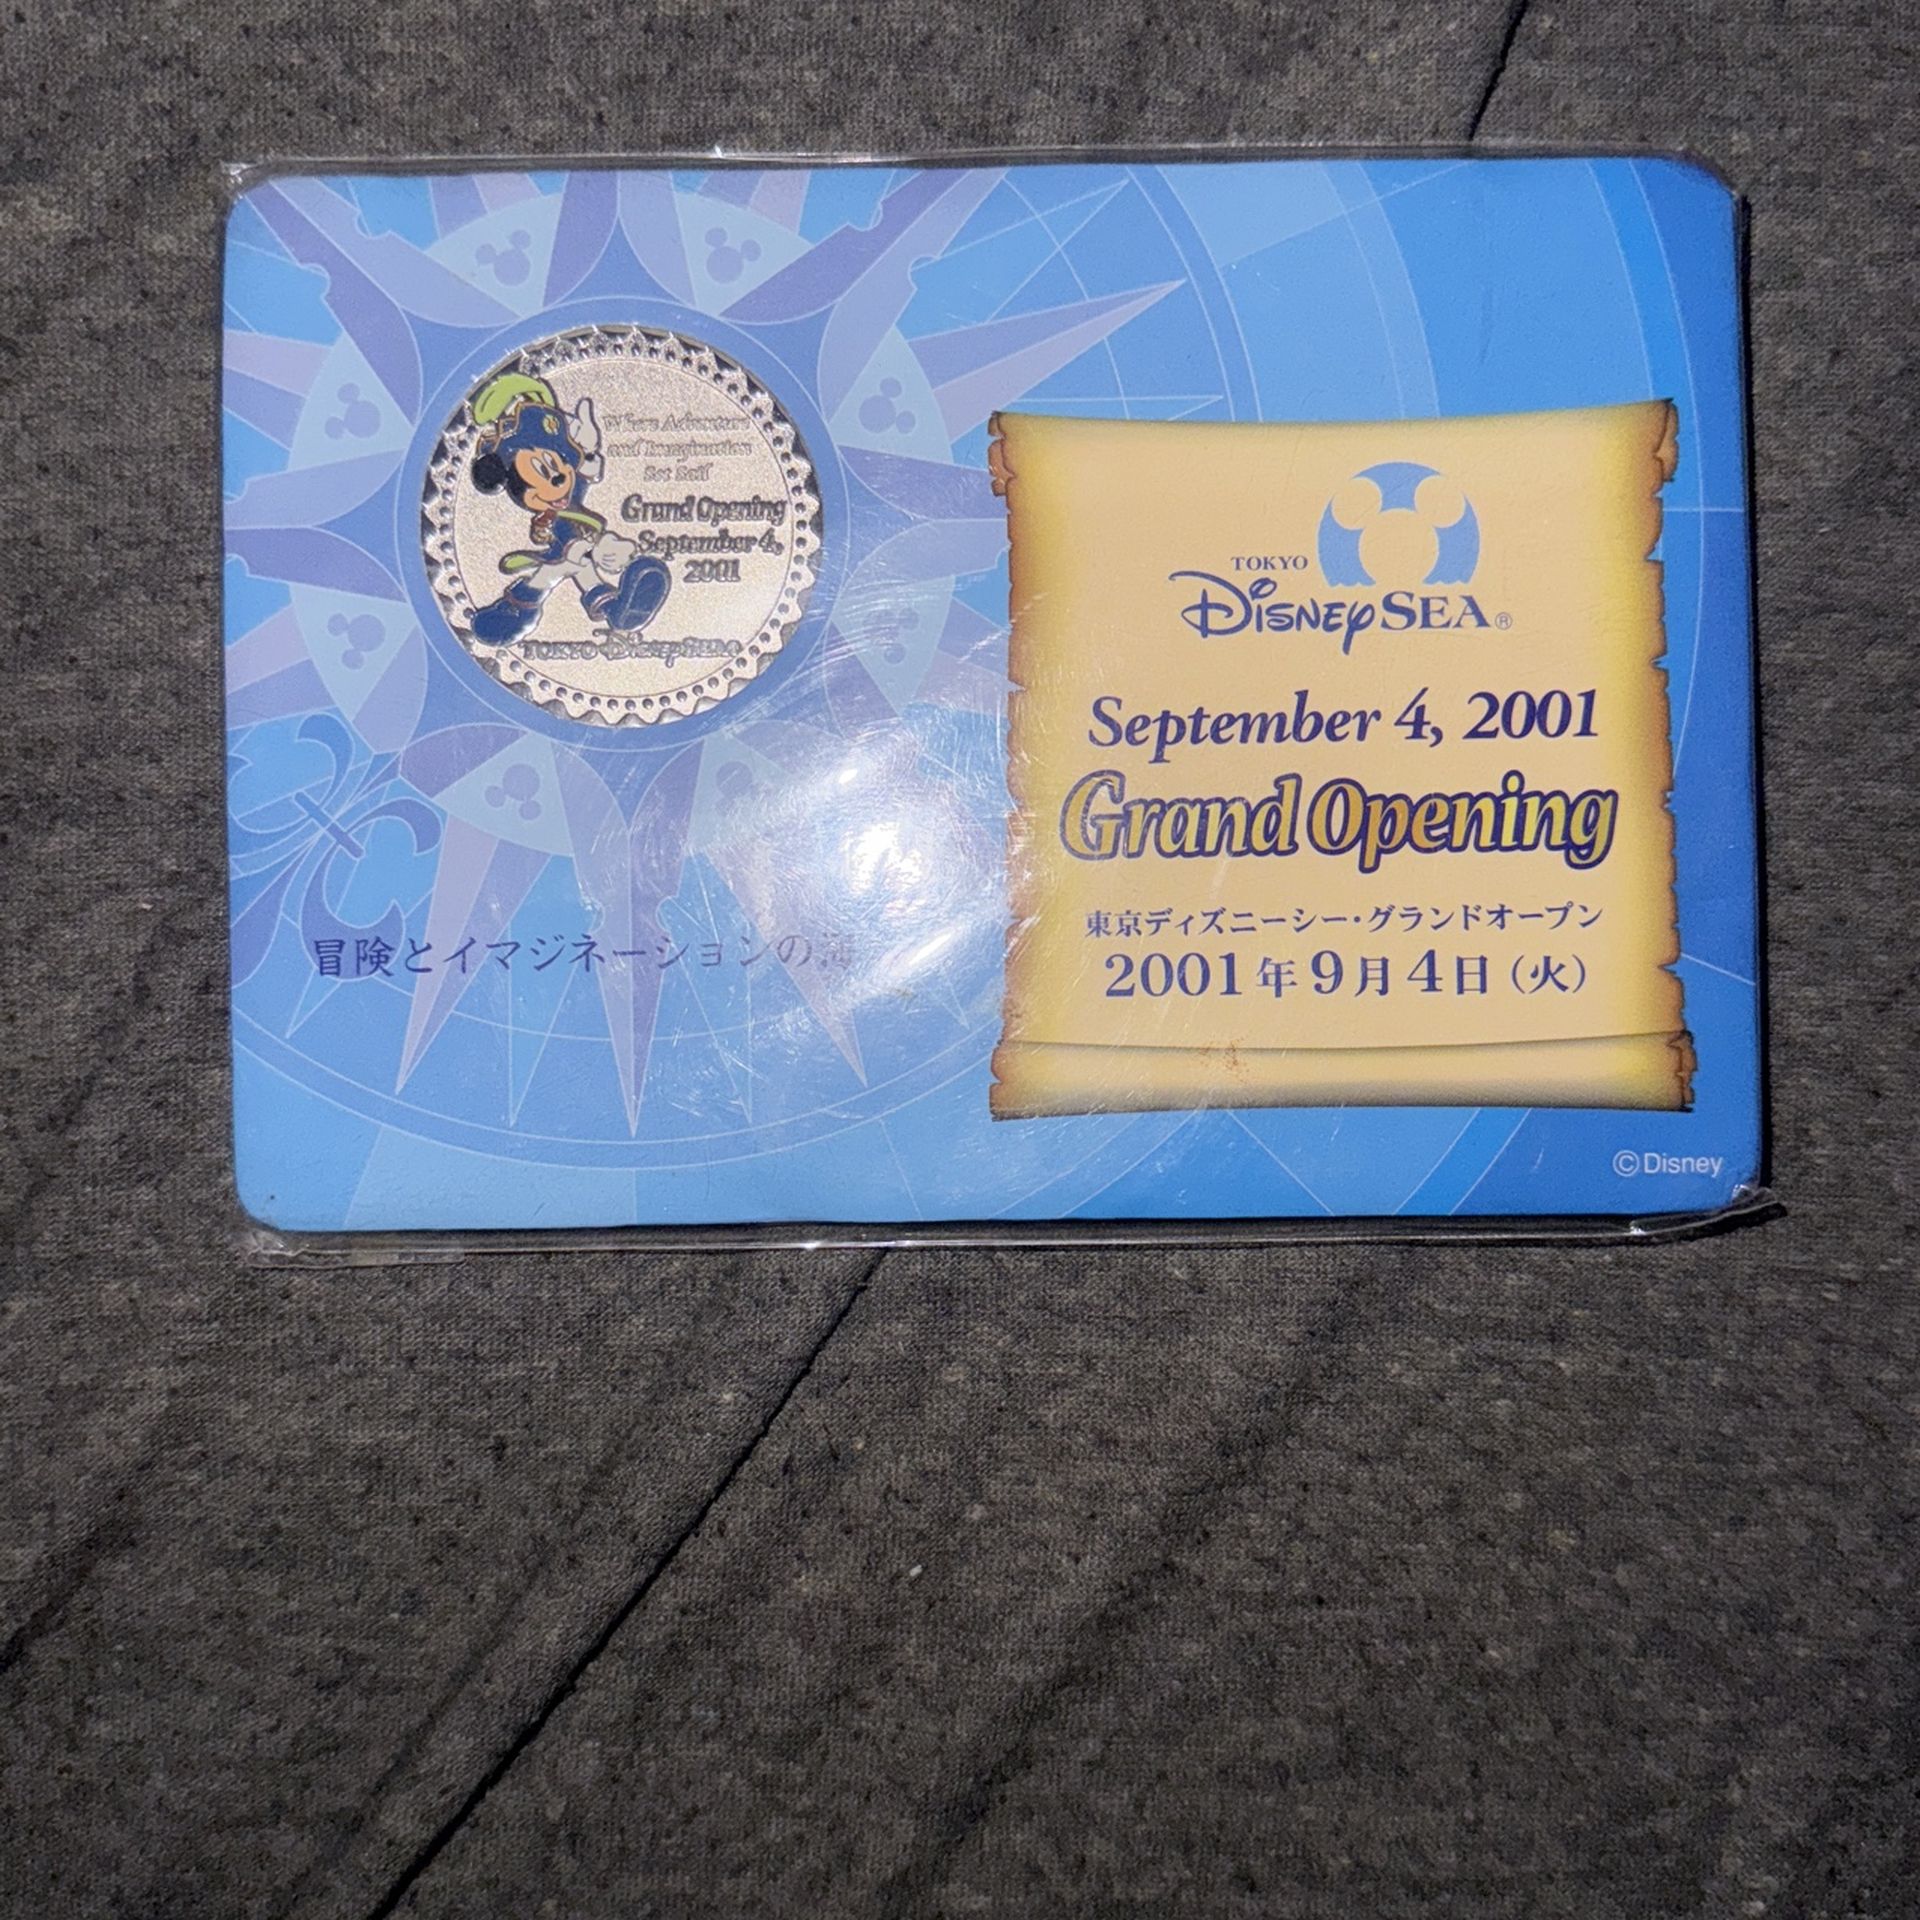 Where Adventure
and Imagination
Set Sail
Grand Opening
September 4,
2001
TOKYO DisneySEA
冒険とイマジネーションの海
TOKYO
DisneySEA®
September 4, 2001
Grand Opening
東京ディズニーシー・グランドオープン
2001年9月4日（火）
©Disney